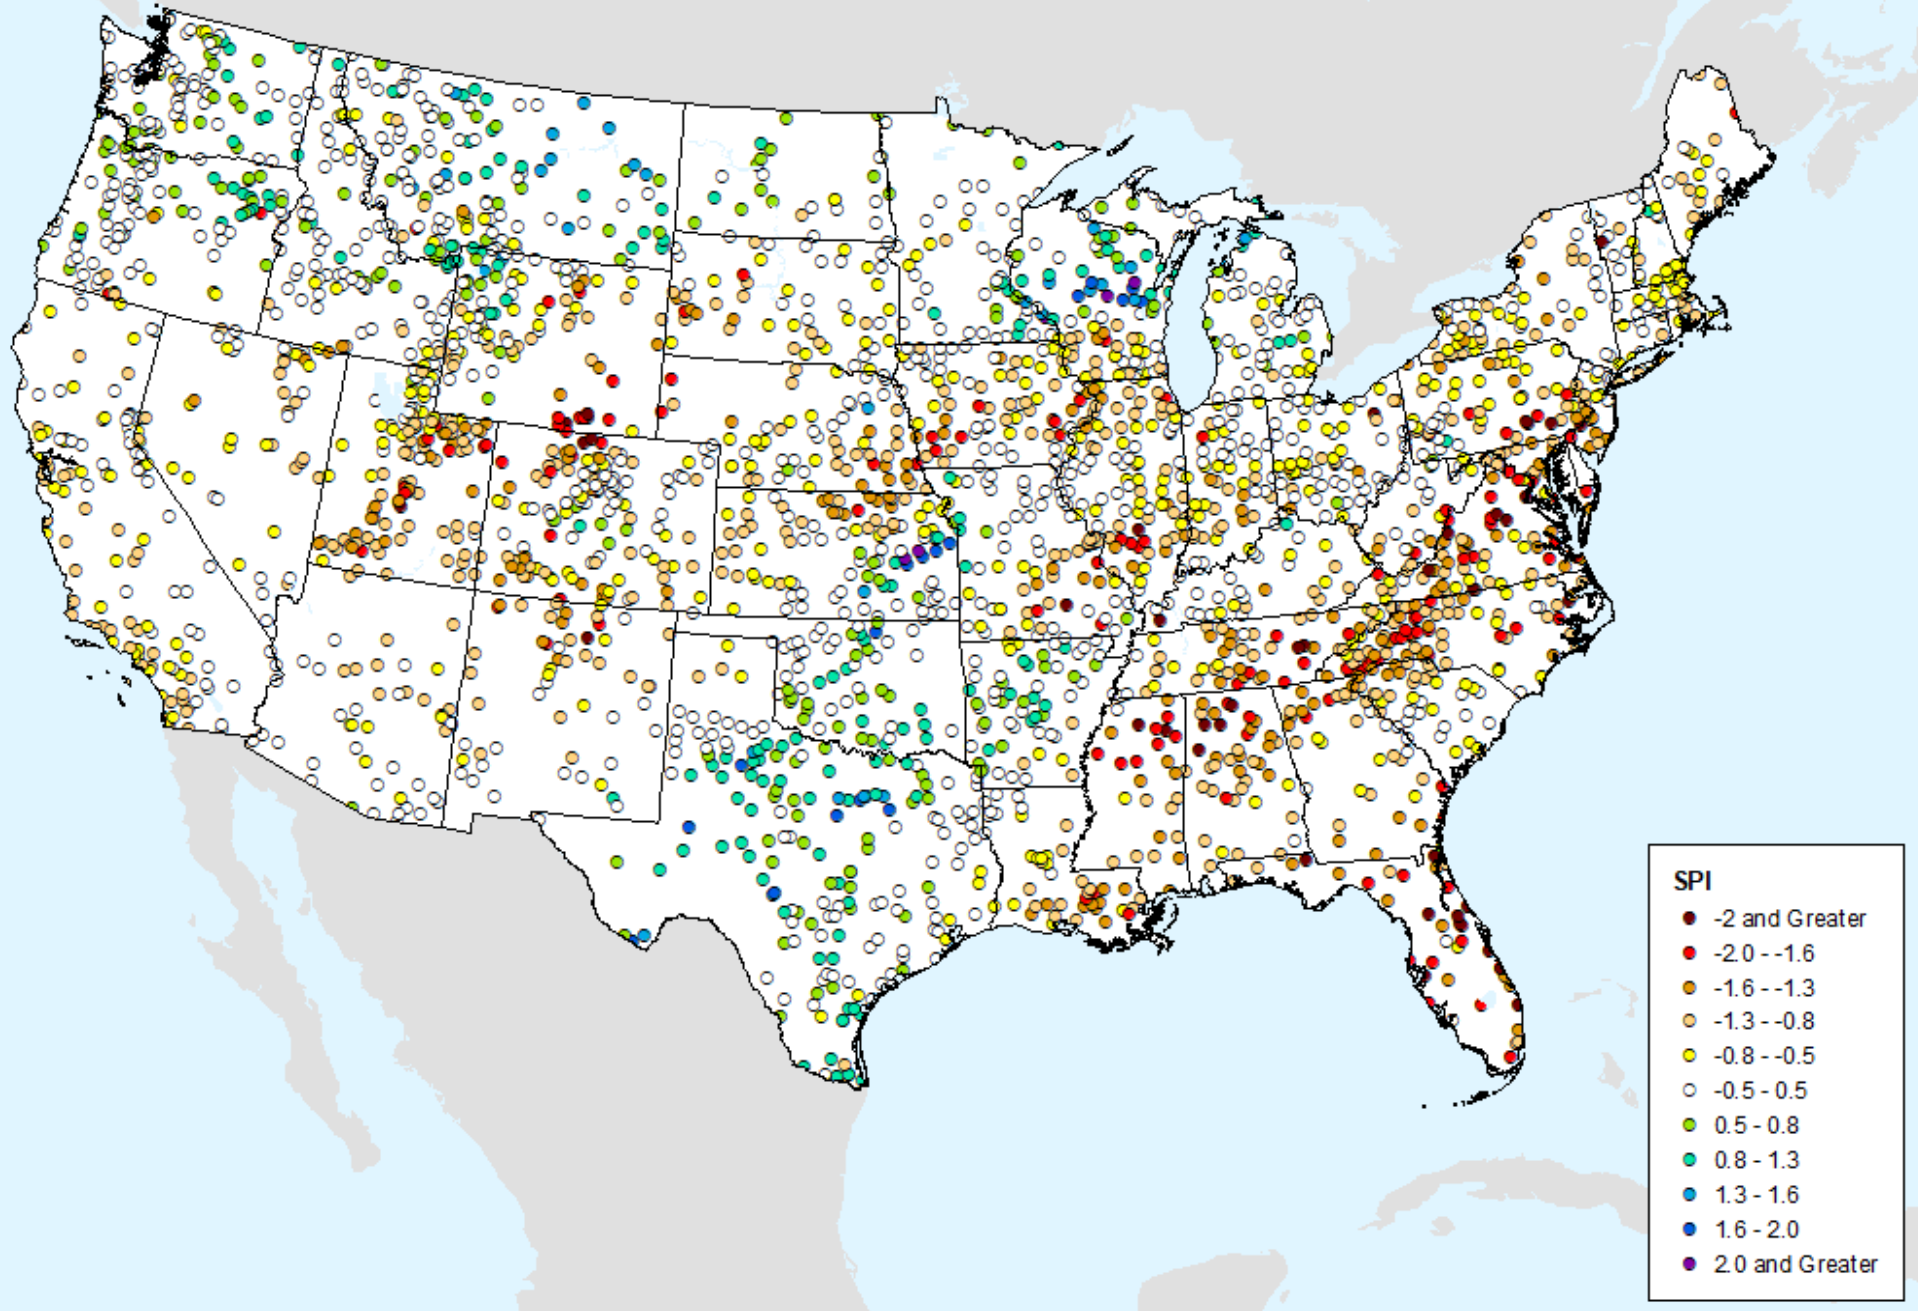 SPI
-2 and Greater
-2.0 - -1.6
-1.6 - -1.3
-1.3 - -0.8
-0.8 - -0.5
-0.5 - 0.5
0.5 - 0.8
0.8 - 1.3
1.3 - 1.6
1.6 - 2.0
2.0 and Greater